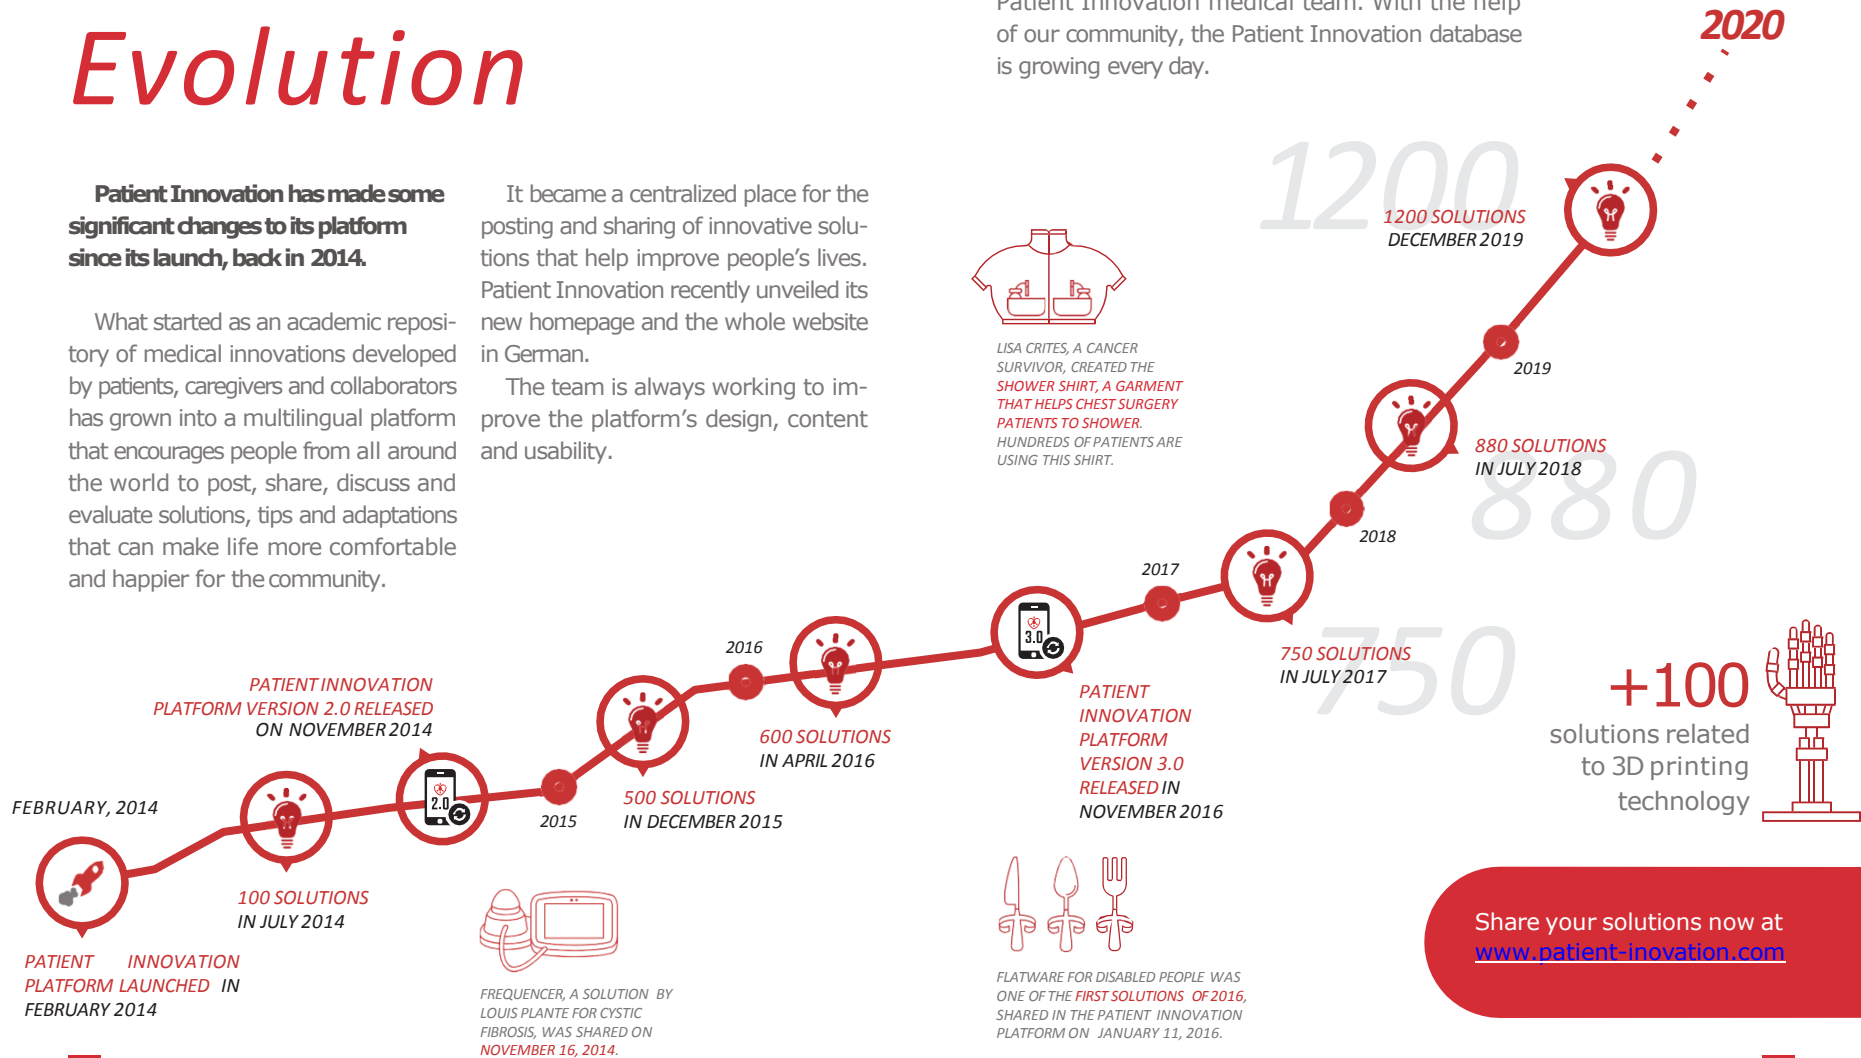 Evolution
Patient Innovation has made some
significant changes to its platform
since its launch, back in 2014.
What started as an academic reposi-
tory of medical innovations developed
by patients, caregivers and collaborators
has grown into a multilingual platform
that encourages people from all around
the world to post, share, discuss and
evaluate solutions, tips and adaptations
that can make life more comfortable
and happier for the community.
It became a centralized place for the
posting and sharing of innovative solu-
tions that help improve people's lives.
Patient Innovation recently unveiled its
new homepage and the whole website
in German.
The team is always working to im-
prove the platform's design, content
and usability.
Patient Innovation medical team. With the help
of our community, the Patient Innovation database
is growing every day.
2020
1200
1200 SOLUTIONS
DECEMBER 2019
LISA CRITES, A CANCER
SURVIVOR, CREATED THE
SHOWER SHIRT, A GARMENT
THAT HELPS CHEST SURGERY
PATIENTS TO SHOWER.
HUNDREDS OF PATIENTS ARE
USING THIS SHIRT.
2019
880 SOLUTIONS
IN JULY 2018
880
2018
2017
750 SOLUTIONS
IN JULY 2017
750
3.0
PATIENT
INNOVATION
PLATFORM
VERSION 3.0
RELEASED IN
NOVEMBER 2016
2016
600 SOLUTIONS
IN APRIL 2016
PATIENT INNOVATION
PLATFORM VERSION 2.0 RELEASED
ON NOVEMBER 2014
2.0
2015
500 SOLUTIONS
IN DECEMBER 2015
FEBRUARY, 2014
100 SOLUTIONS
IN JULY 2014
PATIENT INNOVATION
PLATFORM LAUNCHED IN
FEBRUARY 2014
FREQUENCER, A SOLUTION BY
LOUIS PLANTE FOR CYSTIC
FIBROSIS, WAS SHARED ON
NOVEMBER 16, 2014.
FLATWARE FOR DISABLED PEOPLE WAS
ONE OF THE FIRST SOLUTIONS OF 2016,
SHARED IN THE PATIENT INNOVATION
PLATFORM ON JANUARY 11, 2016.
+100
solutions related
to 3D printing
technology
Share your solutions now at
www.patient-inovation.com